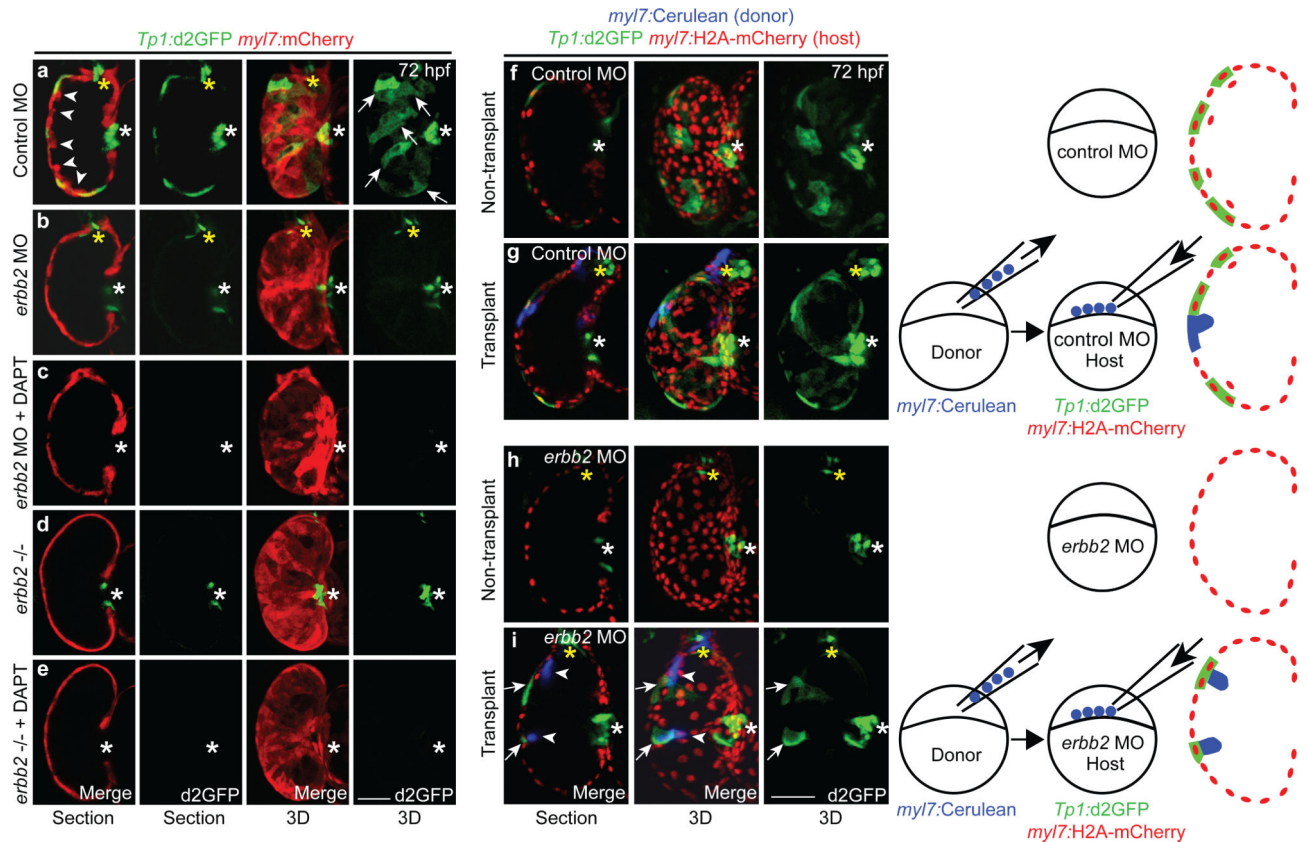 Tp1:d2GFP myl7:mCherry
a
72 hpf
Control MO
b
erbb2 MO
c
erbb2 MO + DAPT
d
erbb2 -/-
e
erbb2 -/- + DAPT
Merge
d2GFP
Merge
d2GFP
Section
Section
3D
3D
myl7:Cerulean (donor)
Tp1:d2GFP myl7:H2A-mCherry (host)
f
Control MO
72 hpf
Non-transplant
g
Control MO
Transplant
h
erbb2 MO
Non-transplant
i
erbb2 MO
Transplant
Merge
Merge
d2GFP
Section
3D
3D
control MO
Donor
control MO
Host
myl7:Cerulean
Tp1:d2GFP
myl7:H2A-mCherry
erbb2 MO
Donor
erbb2 MO
Host
myl7:Cerulean
Tp1:d2GFP
myl7:H2A-mCherry